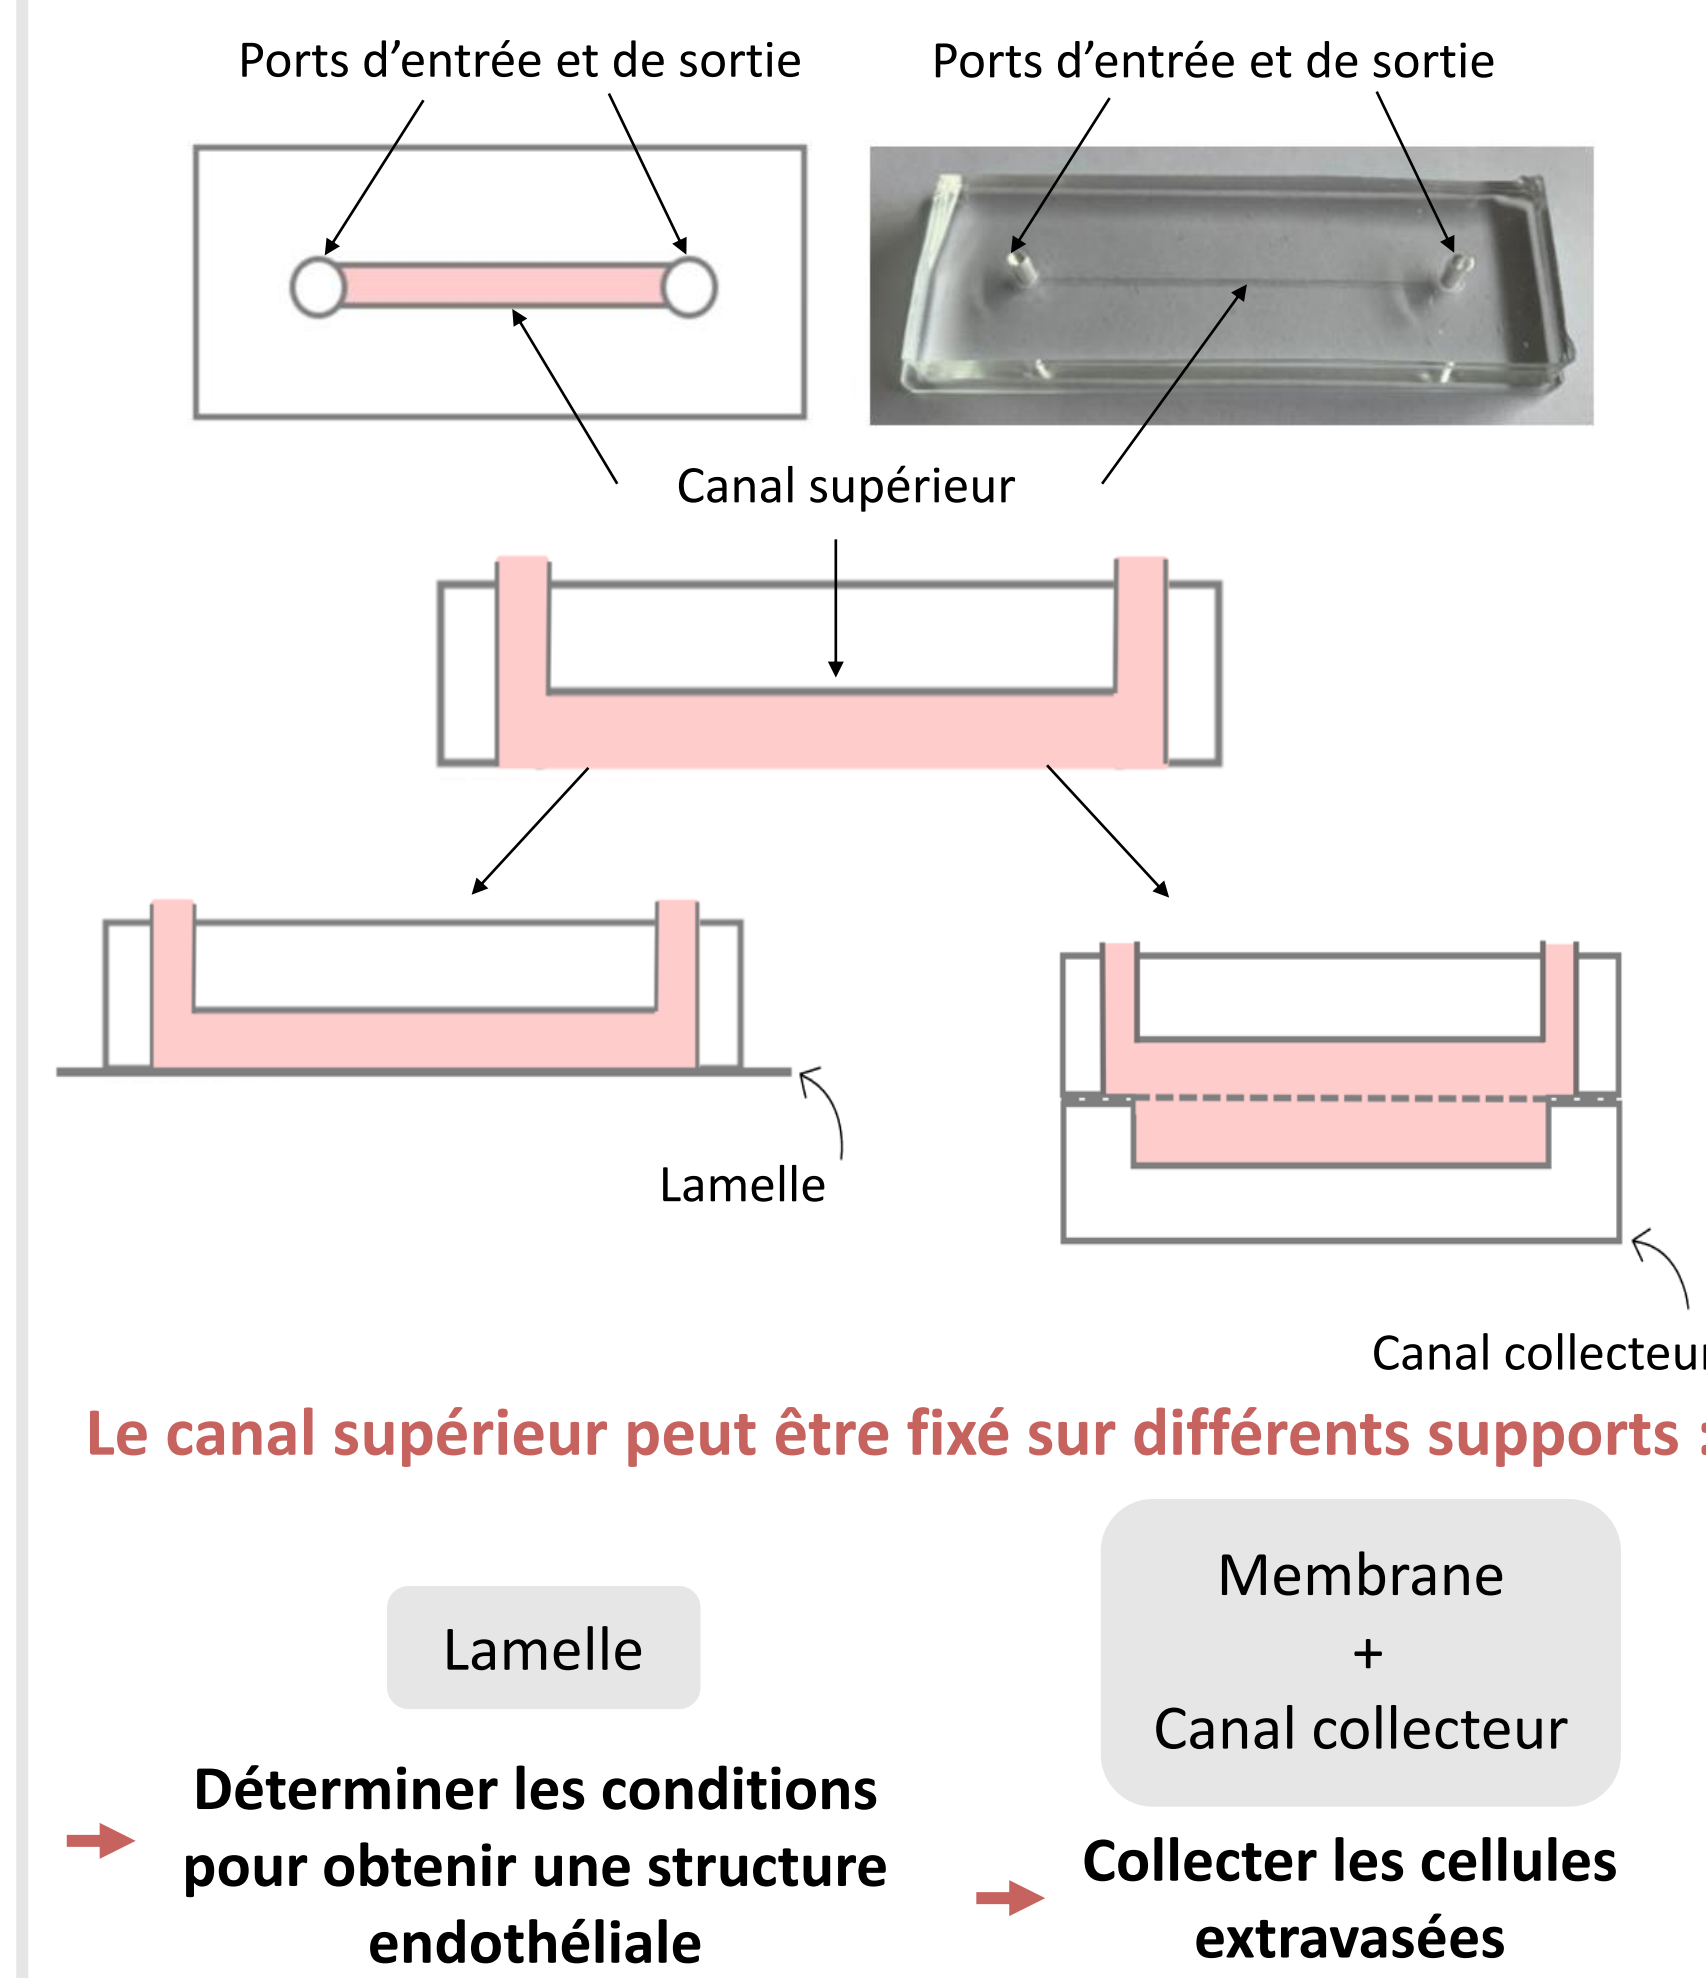 Ports d’entrée et de sortie
Ports d’entrée et de sortie
Canal supérieur
Lamelle
Canal collecteur
Le canal supérieur peut être fixé sur différents supports :
Lamelle
Déterminer les conditions
pour obtenir une structure
endothéliale
Membrane
+
Canal collecteur
Collecter les cellules
extravasées